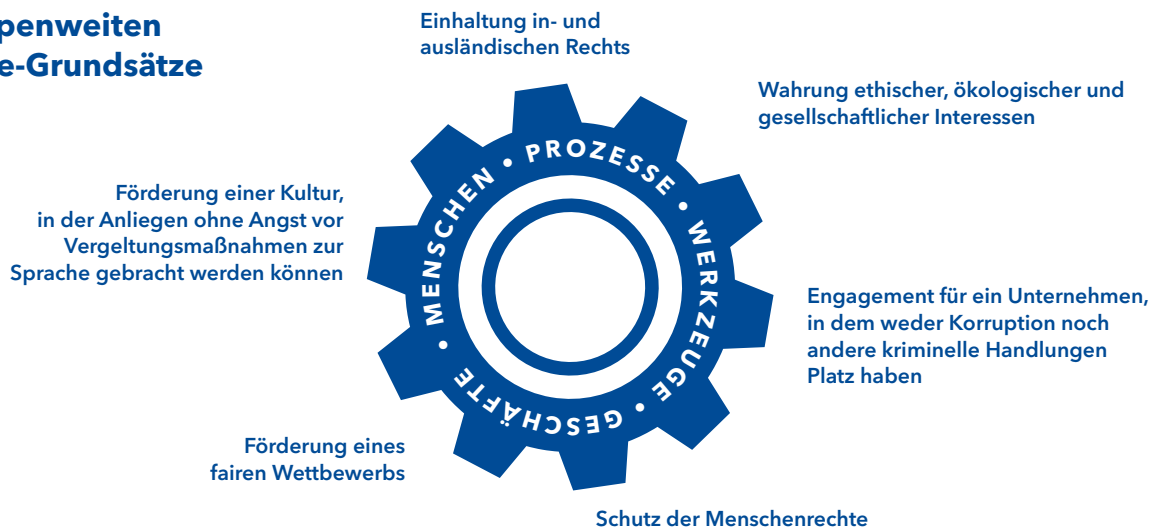 penweiten
e-Grundsätze
Einhaltung in- und
ausländischen Rechts
Wahrung ethischer, ökologischer und
gesellschaftlicher Interessen
Engagement für ein Unternehmen,
in dem weder Korruption noch
andere kriminelle Handlungen
Platz haben
Schutz der Menschenrechte
Förderung eines
fairen Wettbewerbs
Förderung einer Kultur,
in der Anliegen ohne Angst vor
Vergeltungsmaßnahmen zur
Sprache gebracht werden können
MENSCHEN • PROZESSE • WERKZEUGE • GESCHÄFTE •